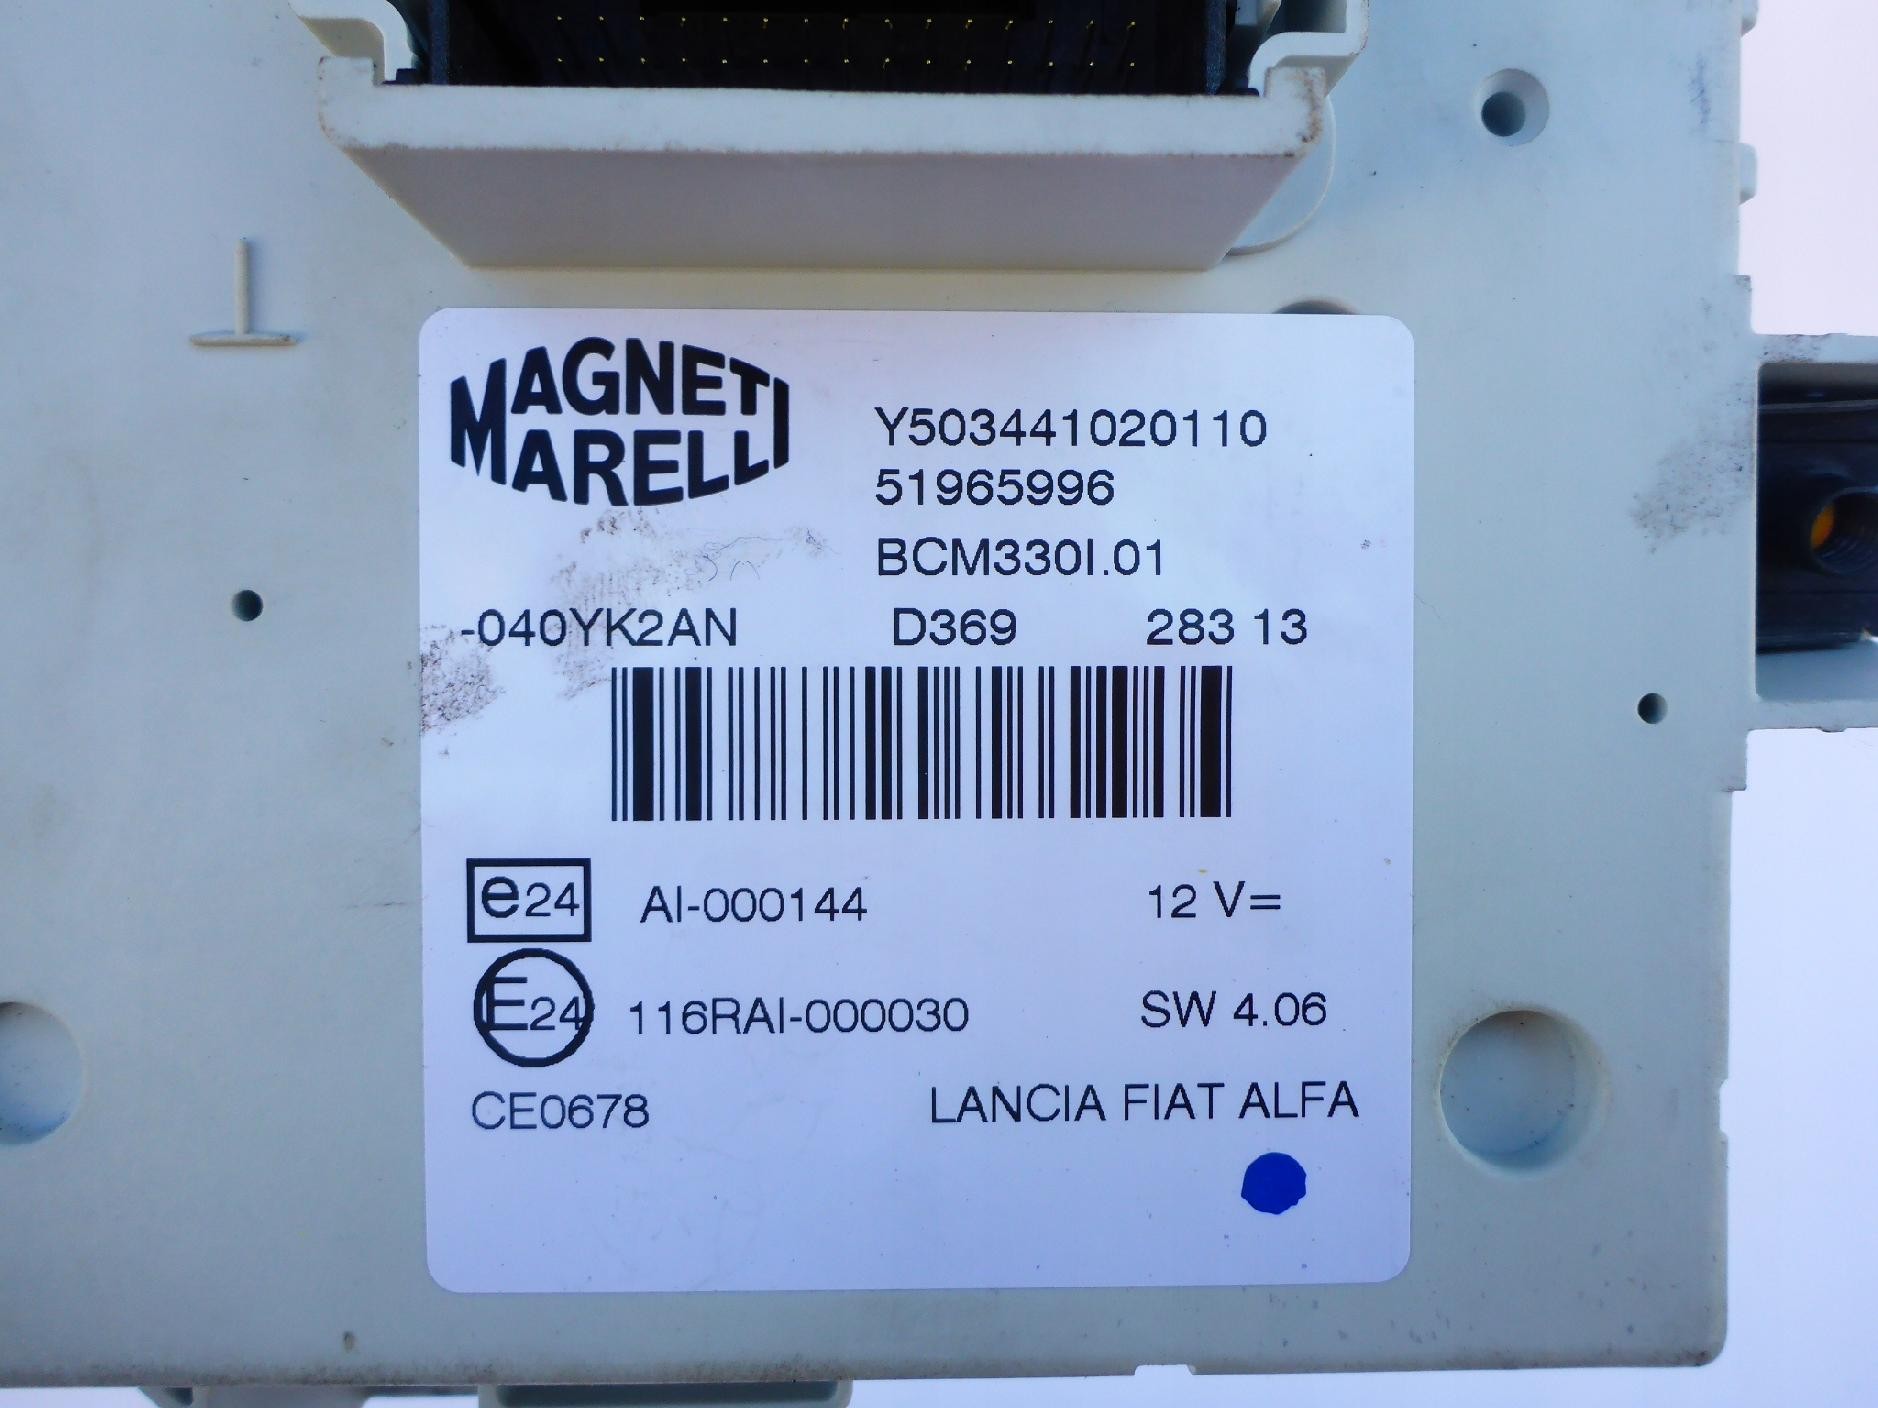 MAGNETI
MARELLI
Y503441020110
51965996
BCM330I.01
-040YK2AN D369 283 13
e24 AI-000144 12 V=
E24 116RAI-000030 SW 4.06
CE0678 LANCIA FIAT ALFA